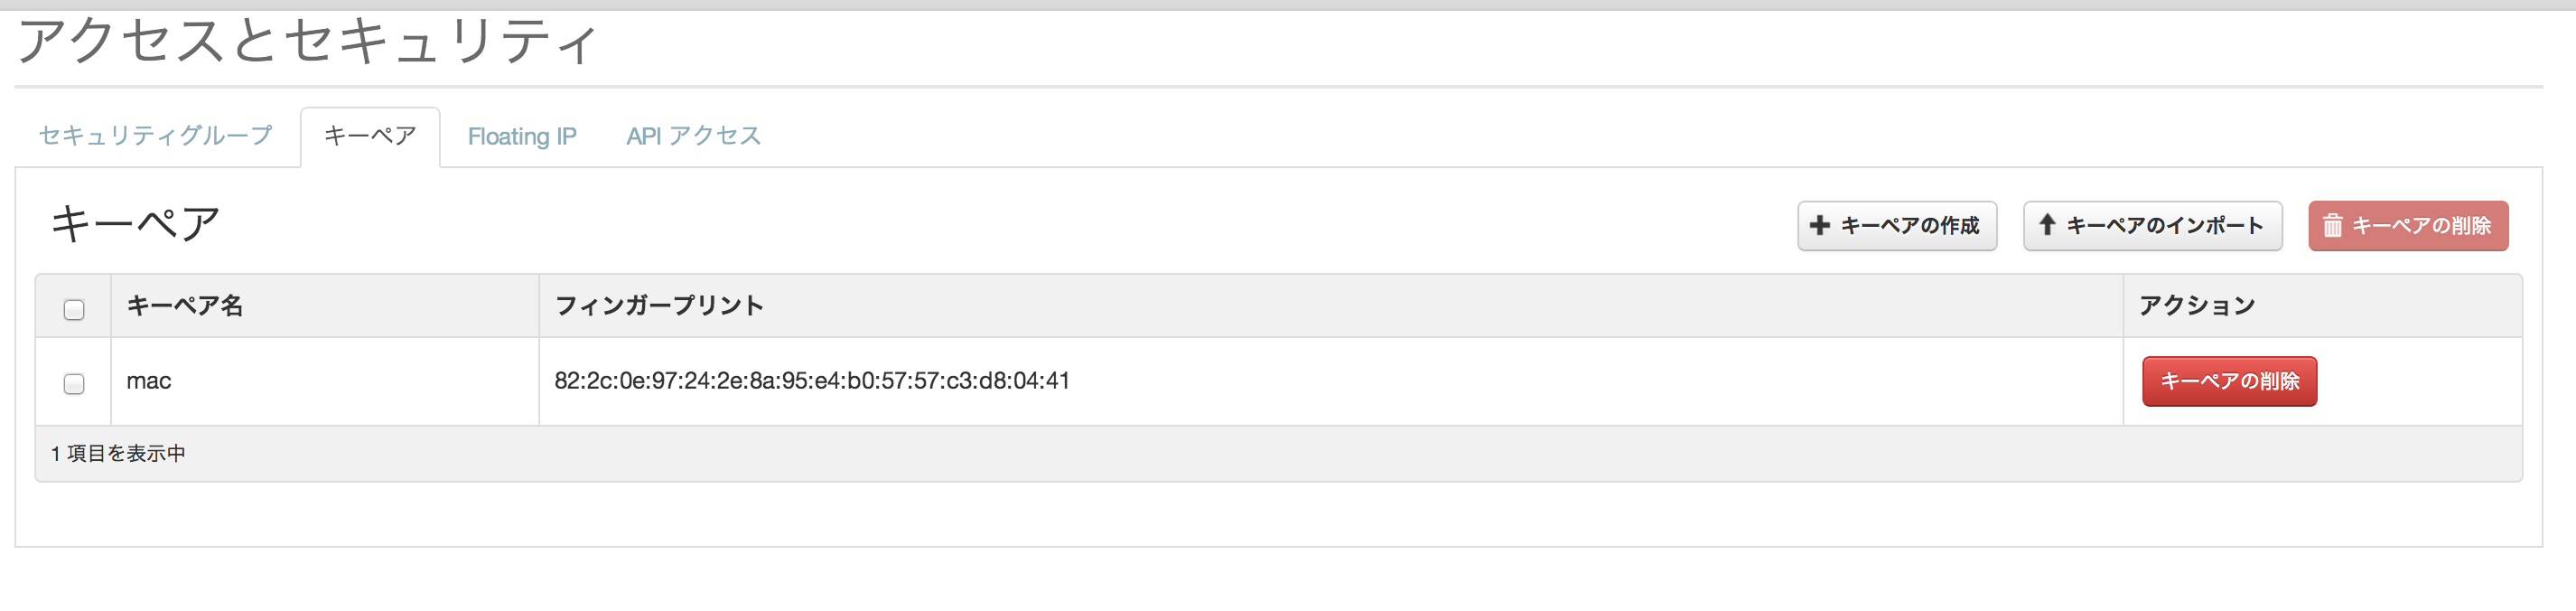 アクセスとセキュリティ
セキュリティグループ キーペア Floating IP API アクセス
キーペア キーペアの作成 キーペアのインポート キーペアの削除
キーペア名 フィンガープリント アクション
mac 82:2c:0e:97:24:2e:8a:95:e4:b0:57:57:c3:d8:04:41 キーペアの削除
1 項目を表示中